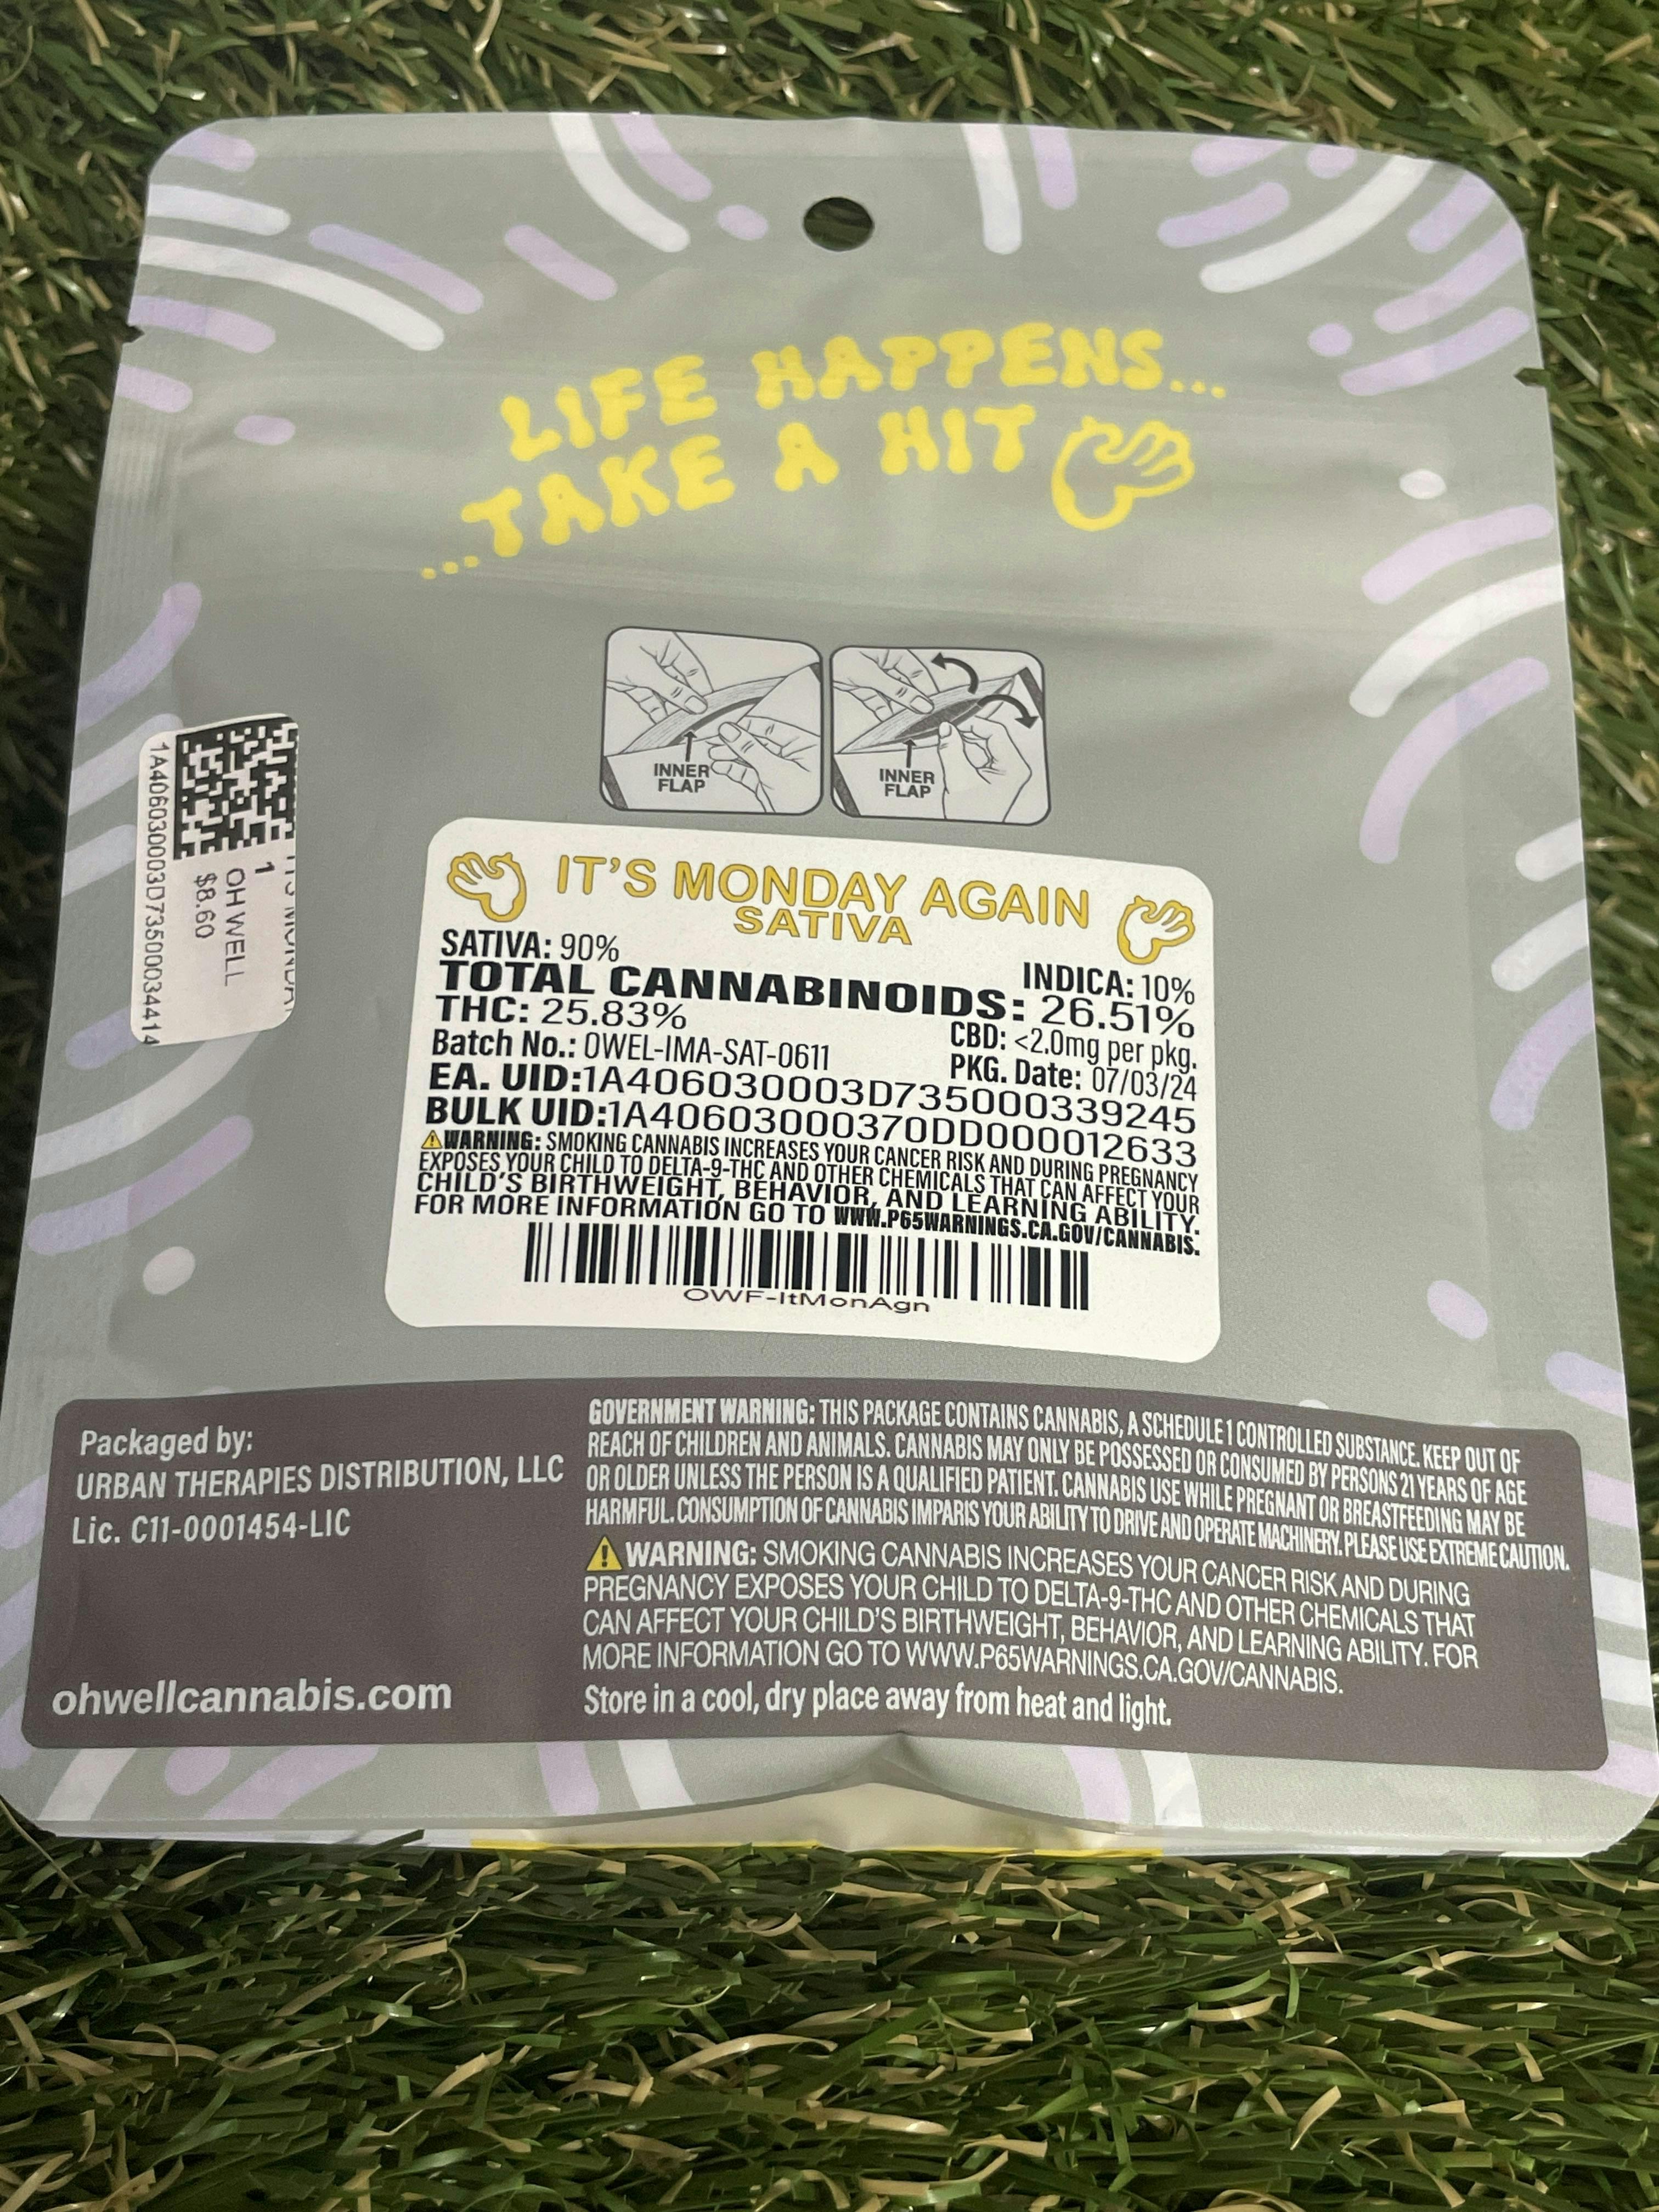 LIFE HAPPENS...
...TAKE A HIT
INNER
FLAP
INNER
FLAP
1
OH WELL
$8.60
1A406030003D735000034414
IT'S MONDAY AGAIN
SATIVA
SATIVA: 90%
INDICA: 10%
TOTAL CANNABINOIDS: 26.51%
THC: 25.83%
CBD: <2.0mg per pkg.
Batch No.: OWEL-IMA-SAT-0611
PKG. Date: 07/03/24
EA. UID:1A406030003D735000339245
BULK UID:1A40603000370DD000012633
WARNING: SMOKING CANNABIS INCREASES YOUR CANCER RISK AND DURING PREGNANCY
EXPOSES YOUR CHILD TO DELTA-9-THC AND OTHER CHEMICALS THAT CAN AFFECT YOUR
CHILD'S BIRTHWEIGHT, BEHAVIOR, AND LEARNING ABILITY.
FOR MORE INFORMATION GO TO WWW.P65WARNINGS.CA.GOV/CANNABIS.
OWF-ItMonAgn
Packaged by:
URBAN THERAPIES DISTRIBUTION, LLC
Lic. C11-0001454-LIC
ohwellcannabis.com
GOVERNMENT WARNING: THIS PACKAGE CONTAINS CANNABIS, A SCHEDULE 1 CONTROLLED SUBSTANCE. KEEP OUT OF
REACH OF CHILDREN AND ANIMALS. CANNABIS MAY ONLY BE POSSESSED OR CONSUMED BY PERSONS 21 YEARS OF AGE
OR OLDER UNLESS THE PERSON IS A QUALIFIED PATIENT. CANNABIS USE WHILE PREGNANT OR BREASTFEEDING MAY BE
HARMFUL. CONSUMPTION OF CANNABIS IMPARIS YOUR ABILITY TO DRIVE AND OPERATE MACHINERY. PLEASE USE EXTREME CAUTION.
WARNING: SMOKING CANNABIS INCREASES YOUR CANCER RISK AND DURING
PREGNANCY EXPOSES YOUR CHILD TO DELTA-9-THC AND OTHER CHEMICALS THAT
CAN AFFECT YOUR CHILD'S BIRTHWEIGHT, BEHAVIOR, AND LEARNING ABILITY. FOR
MORE INFORMATION GO TO WWW.P65WARNINGS.CA.GOV/CANNABIS.
Store in a cool, dry place away from heat and light.